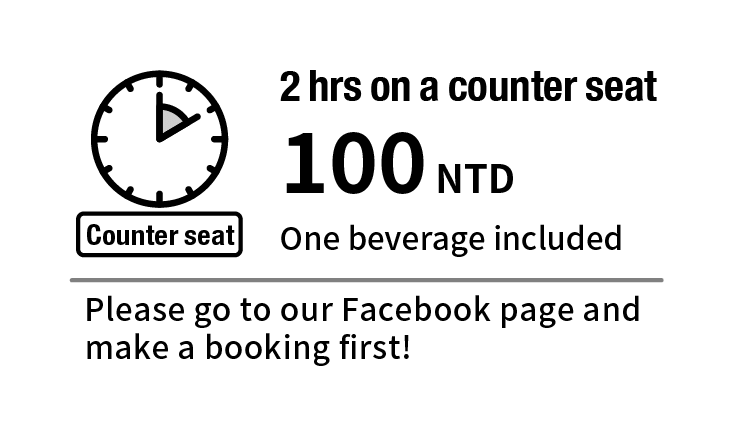 2 hrs on a counter seat
100 NTD
Counter seat
One beverage included
Please go to our Facebook page and
make a booking first!